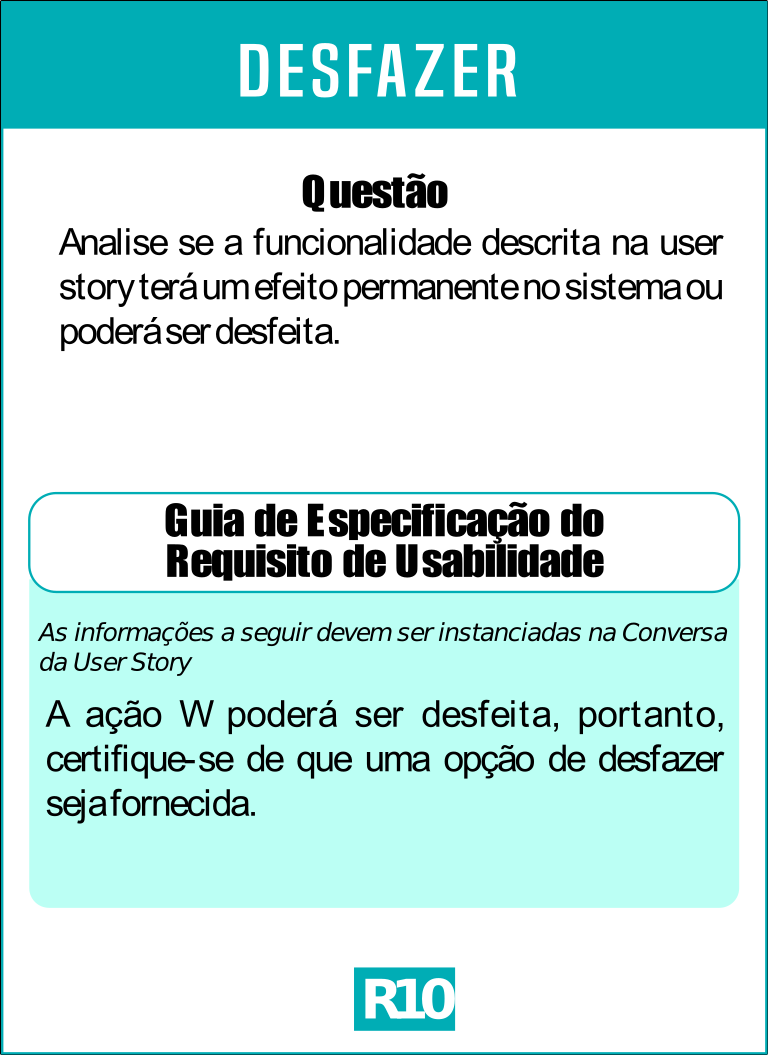 DESFAZER
Questão
Analise se a funcionalidade descrita na user
story terá um efeito permanente no sistema ou
poderá ser desfeita.
Guia de Especificação do
Requisito de Usabilidade
As informações a seguir devem ser instanciadas na Conversa
da User Story
A ação W poderá ser desfeita, portanto,
certifique-se de que uma opção de desfazer
seja fornecida.
R10